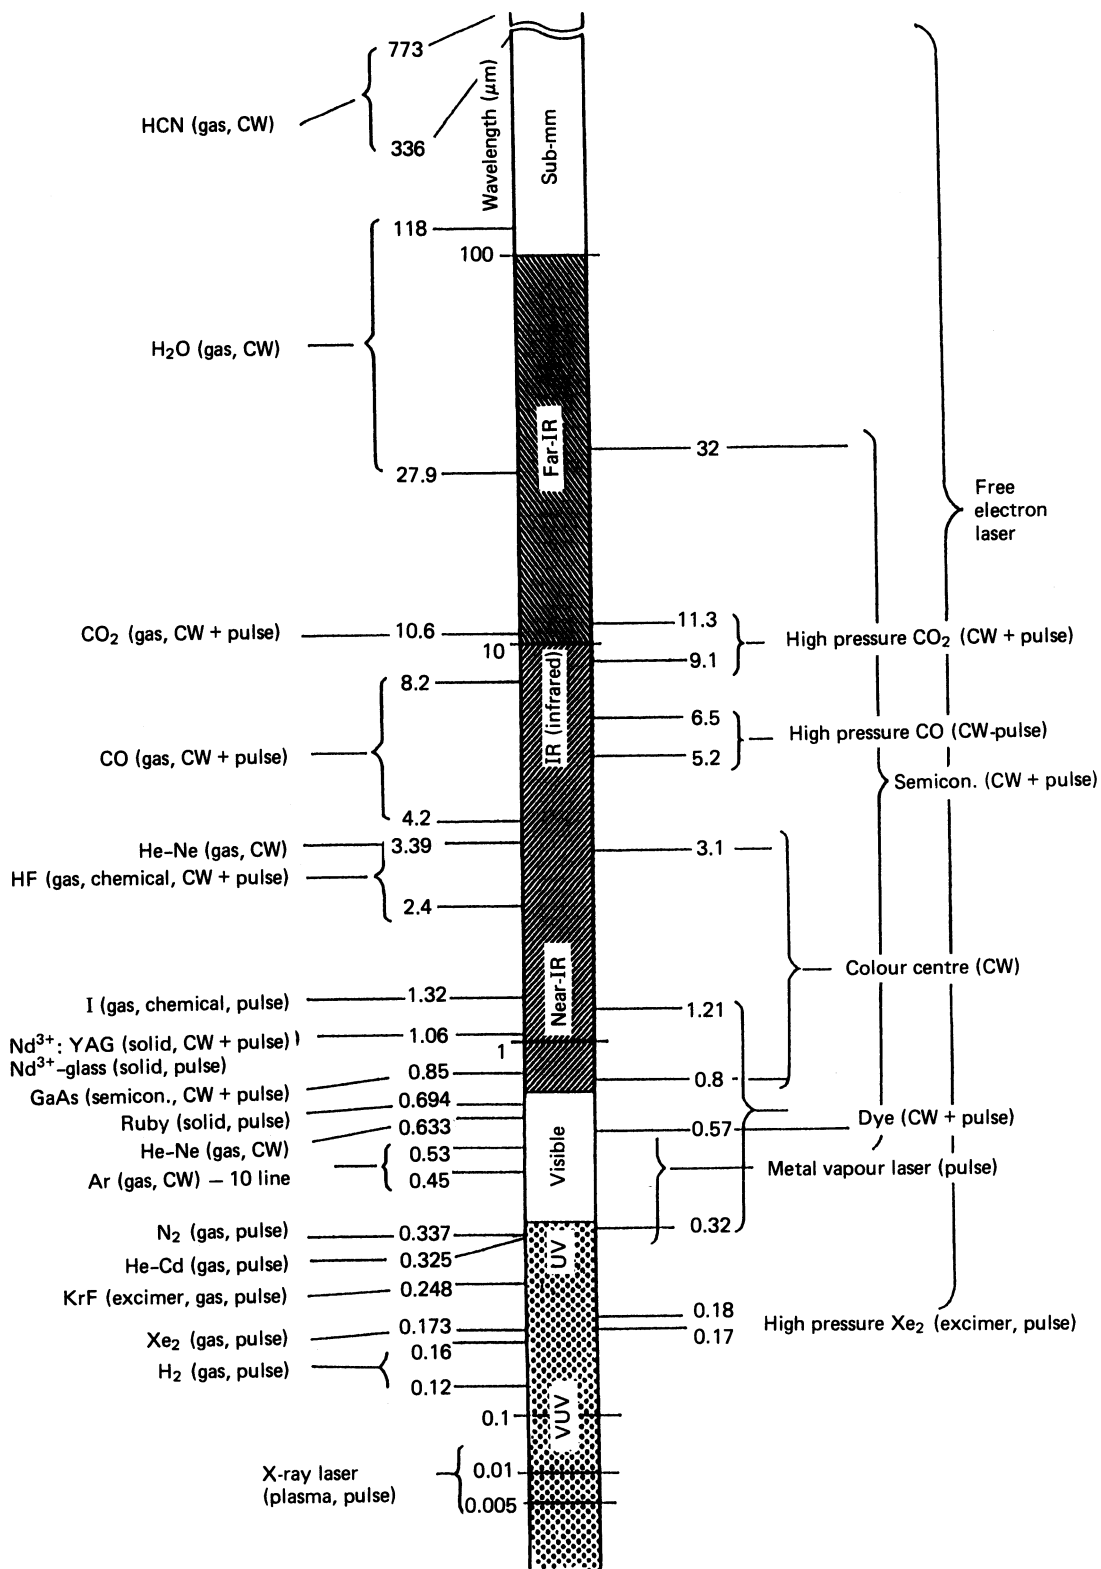 773
HCN (gas, CW)
336
Wavelength (μm)
Sub-mm
118
100
H₂O (gas, CW)
Far-IR
27.9
32
Free
electron
laser
CO₂ (gas, CW + pulse)
10.6
10
11.3
9.1
High pressure CO₂ (CW + pulse)
8.2
IR (infrared)
6.5
5.2
High pressure CO (CW-pulse)
CO (gas, CW + pulse)
Semicon. (CW + pulse)
4.2
He–Ne (gas, CW)
3.39
3.1
HF (gas, chemical, CW + pulse)
2.4
Near-IR
Colour centre (CW)
I (gas, chemical, pulse)
1.32
1.21
Nd³⁺: YAG (solid, CW + pulse)
1.06
1
Nd³⁺–glass (solid, pulse)
0.85
0.8
GaAs (semicon., CW + pulse)
0.694
Ruby (solid, pulse)
0.633
0.57
Dye (CW + pulse)
He–Ne (gas, CW)
0.53
Visible
Metal vapour laser (pulse)
Ar (gas, CW) – 10 line
0.45
N₂ (gas, pulse)
0.337
0.32
He–Cd (gas, pulse)
0.325
UV
KrF (excimer, gas, pulse)
0.248
0.18
Xe₂ (gas, pulse)
0.173
0.17
High pressure Xe₂ (excimer, pulse)
0.16
H₂ (gas, pulse)
0.12
0.1
VUV
X-ray laser
(plasma, pulse)
0.01
0.005